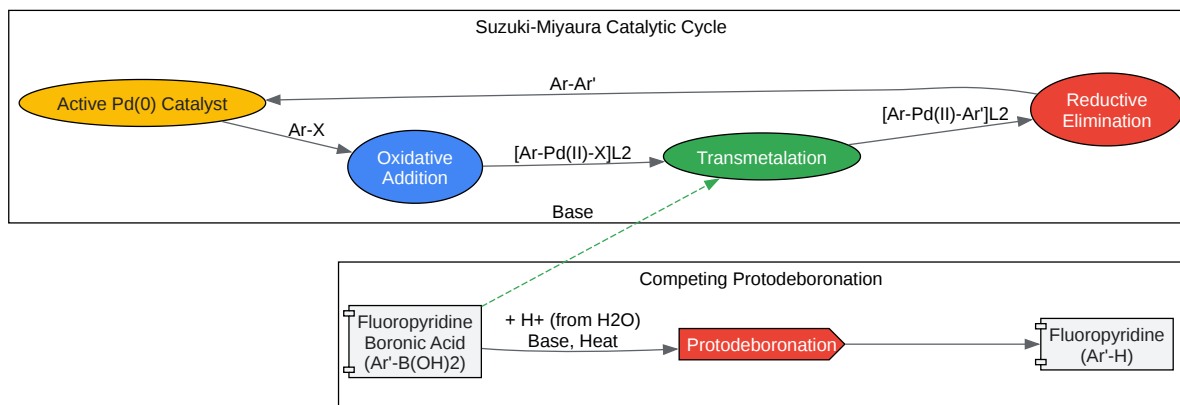 Suzuki-Miyaura Catalytic Cycle
Ar-Ar'
Active Pd(0) Catalyst
Ar-X
Oxidative
Addition
[Ar-Pd(II)-X]L2
Transmetalation
[Ar-Pd(II)-Ar']L2
Reductive
Elimination
Base
Competing Protodeboronation
Fluoropyridine
Boronic Acid
(Ar'-B(OH)2)
+ H+ (from H2O)
Base, Heat
Protodeboronation
Fluoropyridine
(Ar'-H)